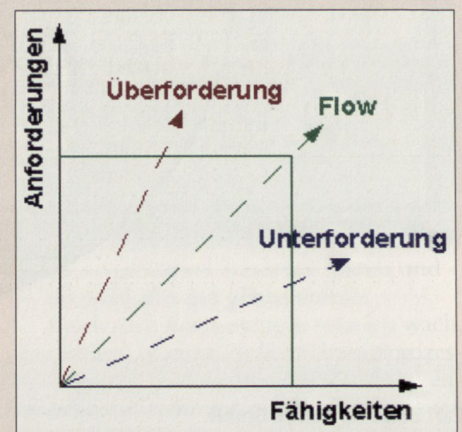 Anforderungen
Überforderung
Flow
Unterforderung
Fähigkeiten